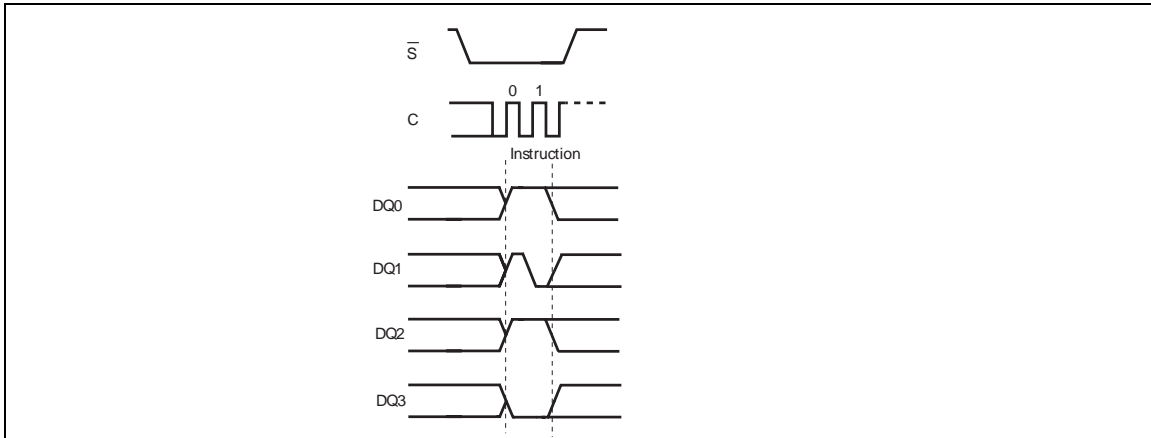 S̅
0 1
C
Instruction
DQ0
DQ1
DQ2
DQ3